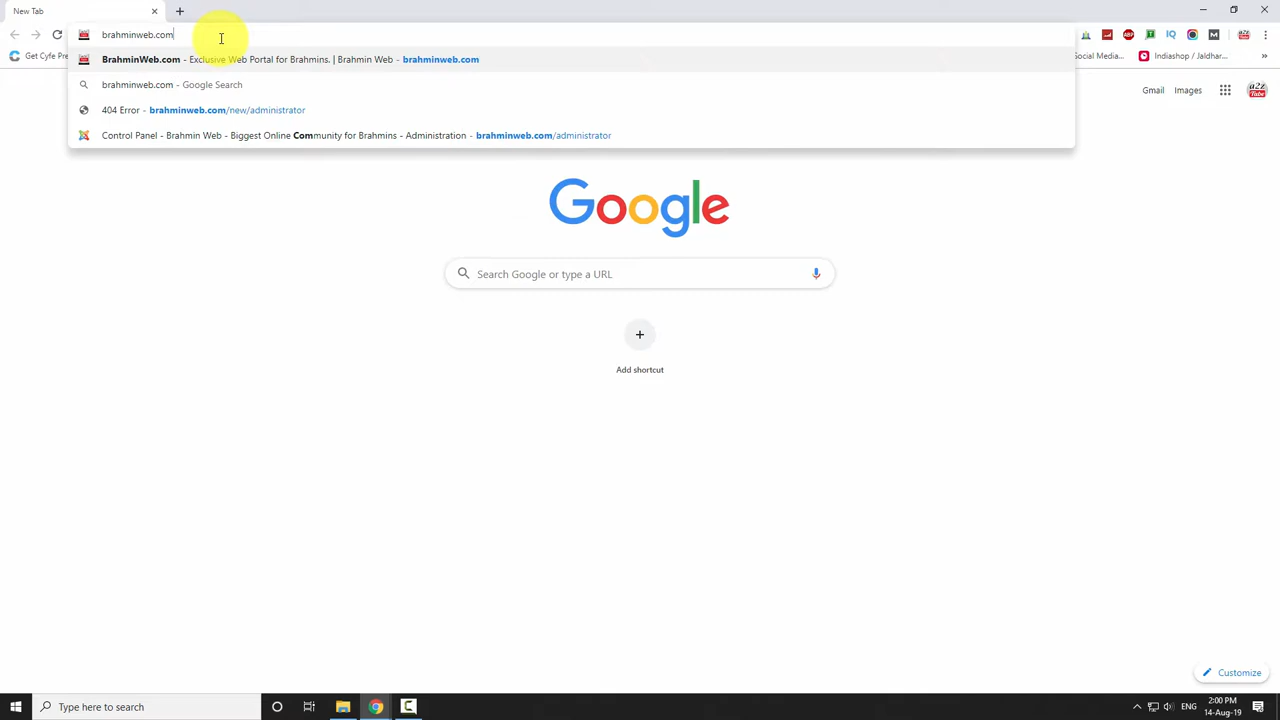 New Tab
brahminweb.com
Get Cyfe Pre
Social Media...
Indiashop / Jaldhar...
BrahminWeb.com - Exclusive Web Portal for Brahmins. | Brahmin Web - brahminweb.com
brahminweb.com - Google Search
404 Error - brahminweb.com/new/administrator
Control Panel - Brahmin Web - Biggest Online Community for Brahmins - Administration - brahminweb.com/administrator
Gmail Images
Google
Search Google or type a URL
Add shortcut
Customize
Type here to search
ENG
2:00 PM
14-Aug-19